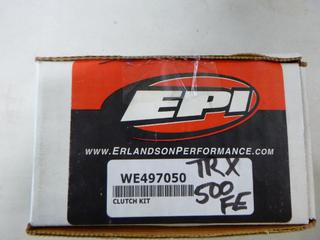 EPI
WWW.ERLANDSONPERFORMANCE.COM
WE497050
CLUTCH KIT
TRX
500
FE